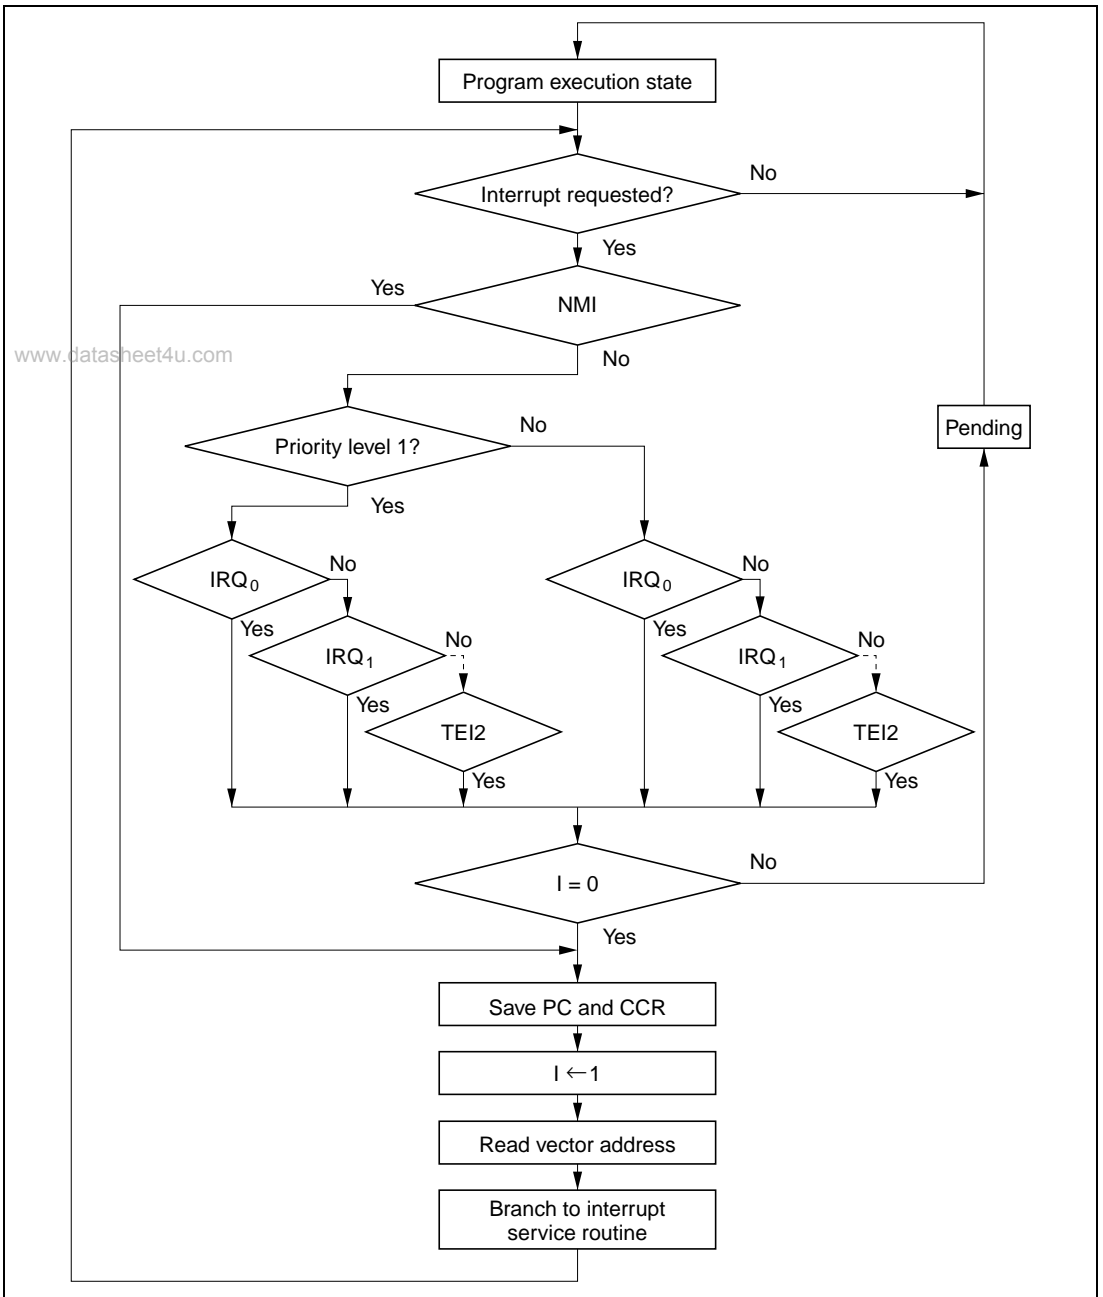 Program execution state
No
Interrupt requested?
Yes
Yes
NMI
www.datasheet4u.com
No
No
Priority level 1?
Pending
Yes
No
No
IRQ0
IRQ0
Yes
No
Yes
No
IRQ1
IRQ1
Yes
Yes
TEI2
TEI2
Yes
Yes
No
I = 0
Yes
Save PC and CCR
I ←1
Read vector address
Branch to interrupt
service routine